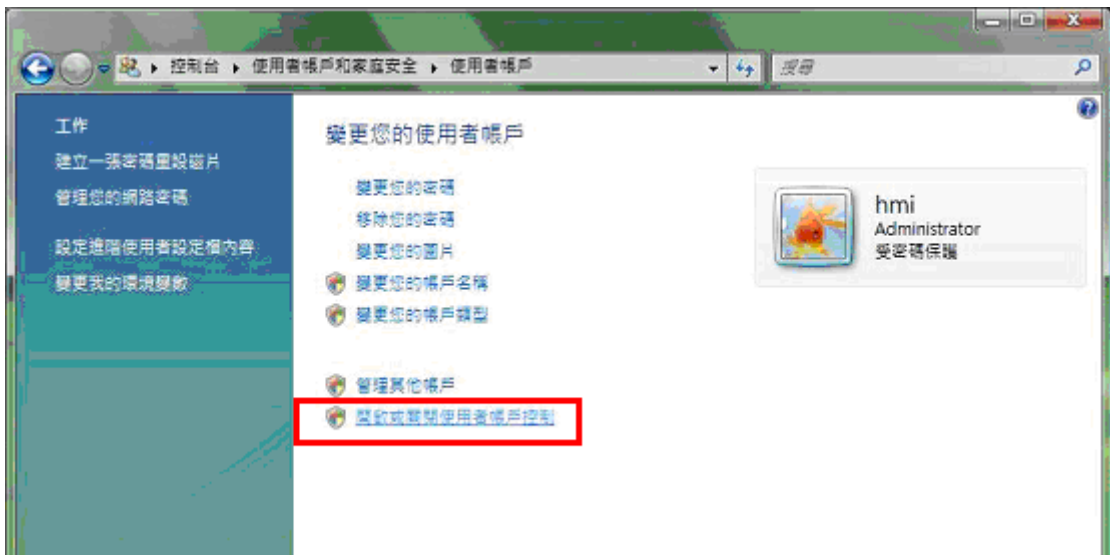 控制台 ▸ 使用者帳戶和家庭安全 ▸ 使用者帳戶
搜尋
工作
建立一張密碼重設磁片
管理您的網路密碼
設定進階使用者設定檔內容
變更我的環境變數
變更您的使用者帳戶
變更您的密碼
移除您的密碼
變更您的圖片
變更您的帳戶名稱
變更您的帳戶類型
管理其他帳戶
開啟或關閉使用者帳戶控制
hmi
Administrator
受密碼保護